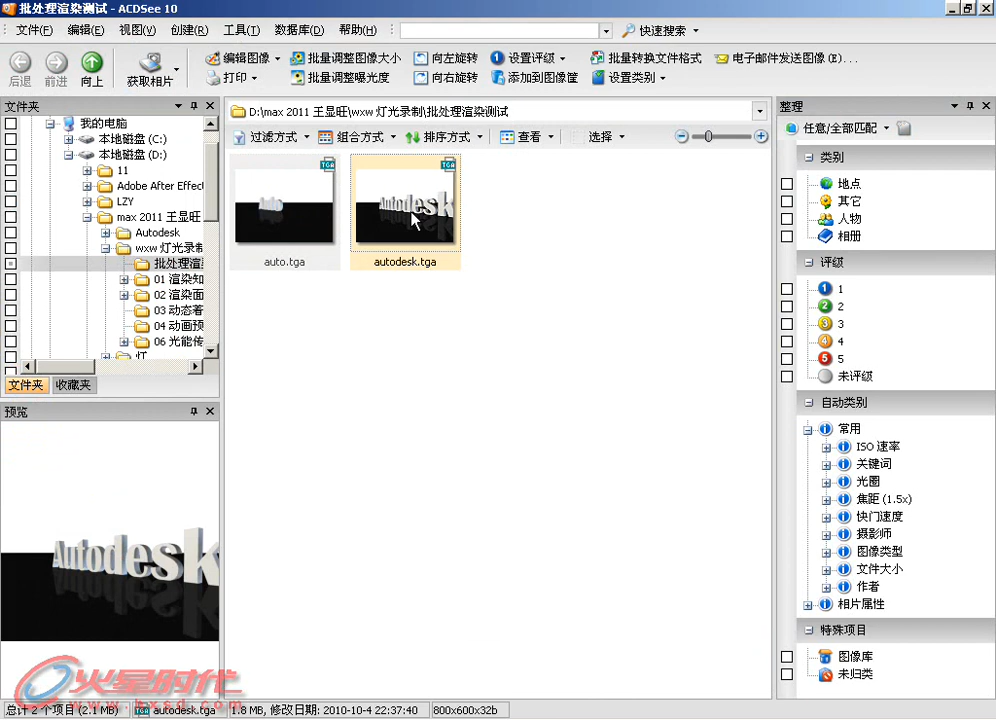 批处理渲染测试 - ACDSee 10
文件(F) 编辑(E) 视图(V) 创建(R) 工具(T) 数据库(D) 帮助(H) 快速搜索
后退 前进 向上 获取相片 编辑图像 批量调整图像大小 向左旋转 设置评级 批量转换文件格式 电子邮件发送图像(E)...
打印 批量调整曝光度 向右旋转 添加到图像筐 设置类别
文件夹
我的电脑
本地磁盘 (C:)
本地磁盘 (D:)
11
Adobe After Effec
LZY
max 2011 王显旺
Autodesk
wxw 灯光录制
批处理渲
01 渲染知
02 渲染面
03 动态著
04 动画预
06 光能传
灯
文件夹 收藏夹
预览
Autodesk
火星时代
www.hxsd.com
D:\max 2011 王显旺\wxw 灯光录制\批处理渲染测试
过滤方式 组合方式 排序方式 查看 选择
TGA
Auto
auto.tga
TGA
Autodesk
autodesk.tga
整理
任意/全部匹配
类别
地点
其它
人物
相册
评级
1 1
2 2
3 3
4 4
5 5
未评级
自动类别
常用
ISO 速率
关键词
光圈
焦距 (1.5x)
快门速度
摄影师
图像类型
文件大小
作者
相片属性
特殊项目
图像库
未归类
总计 2 个项目 (2.1 MB) TGA autodesk.tga 1.8 MB, 修改日期: 2010-10-4 22:37:40 800x600x32b